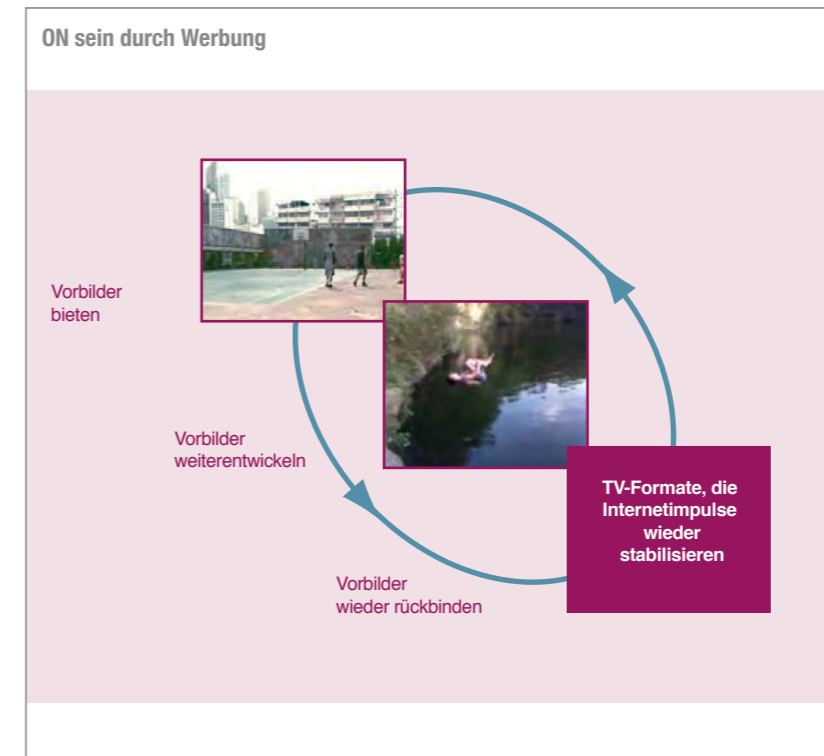 ON sein durch Werbung
Vorbilder
bieten
Vorbilder
weiterentwickeln
TV-Formate, die
Internetimpulse
wieder
stabilisieren
Vorbilder
wieder rückbinden